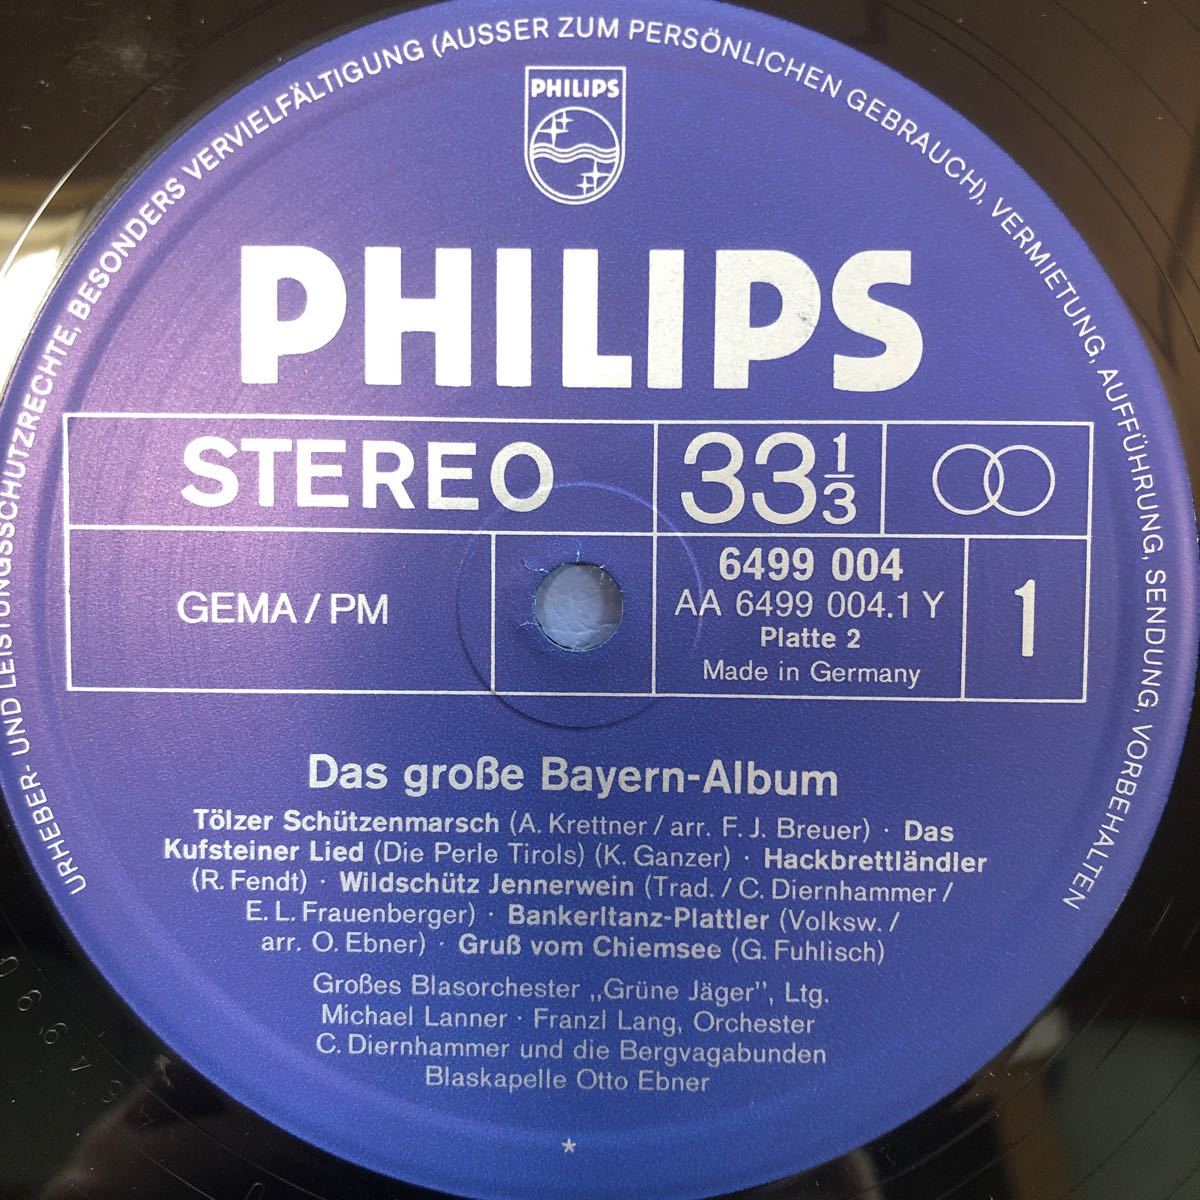 URHEBER- UND LEISTUNGSSCHUTZRECHTE, BESONDERS VERVIELFÄLTIGUNG (AUSSER ZUM PERSÖNLICHEN GEBRAUCH), VERMIETUNG, AUFFÜHRUNG, SENDUNG, VORBEHALTEN
PHILIPS
PHILIPS
STEREO
33 1/3
GEMA/PM
6499 004
AA 6499 004.1 Y
Platte 2
Made in Germany
1
Das große Bayern-Album
Tölzer Schützenmarsch (A. Krettner / arr. F. J. Breuer) · Das
Kufsteiner Lied (Die Perle Tirols) (K. Ganzer) · Hackbrettländler
(R. Fendt) · Wildschütz Jennerwein (Trad. / C. Diernhammer /
E. L. Frauenberger) · Bankerltanz-Plattler (Volksw. /
arr. O. Ebner) · Gruß vom Chiemsee (G. Fuhlisch)
Großes Blasorchester „Grüne Jäger”, Ltg.
Michael Lanner · Franzl Lang, Orchester
C. Diernhammer und die Bergvagabunden
Blaskapelle Otto Ebner
*